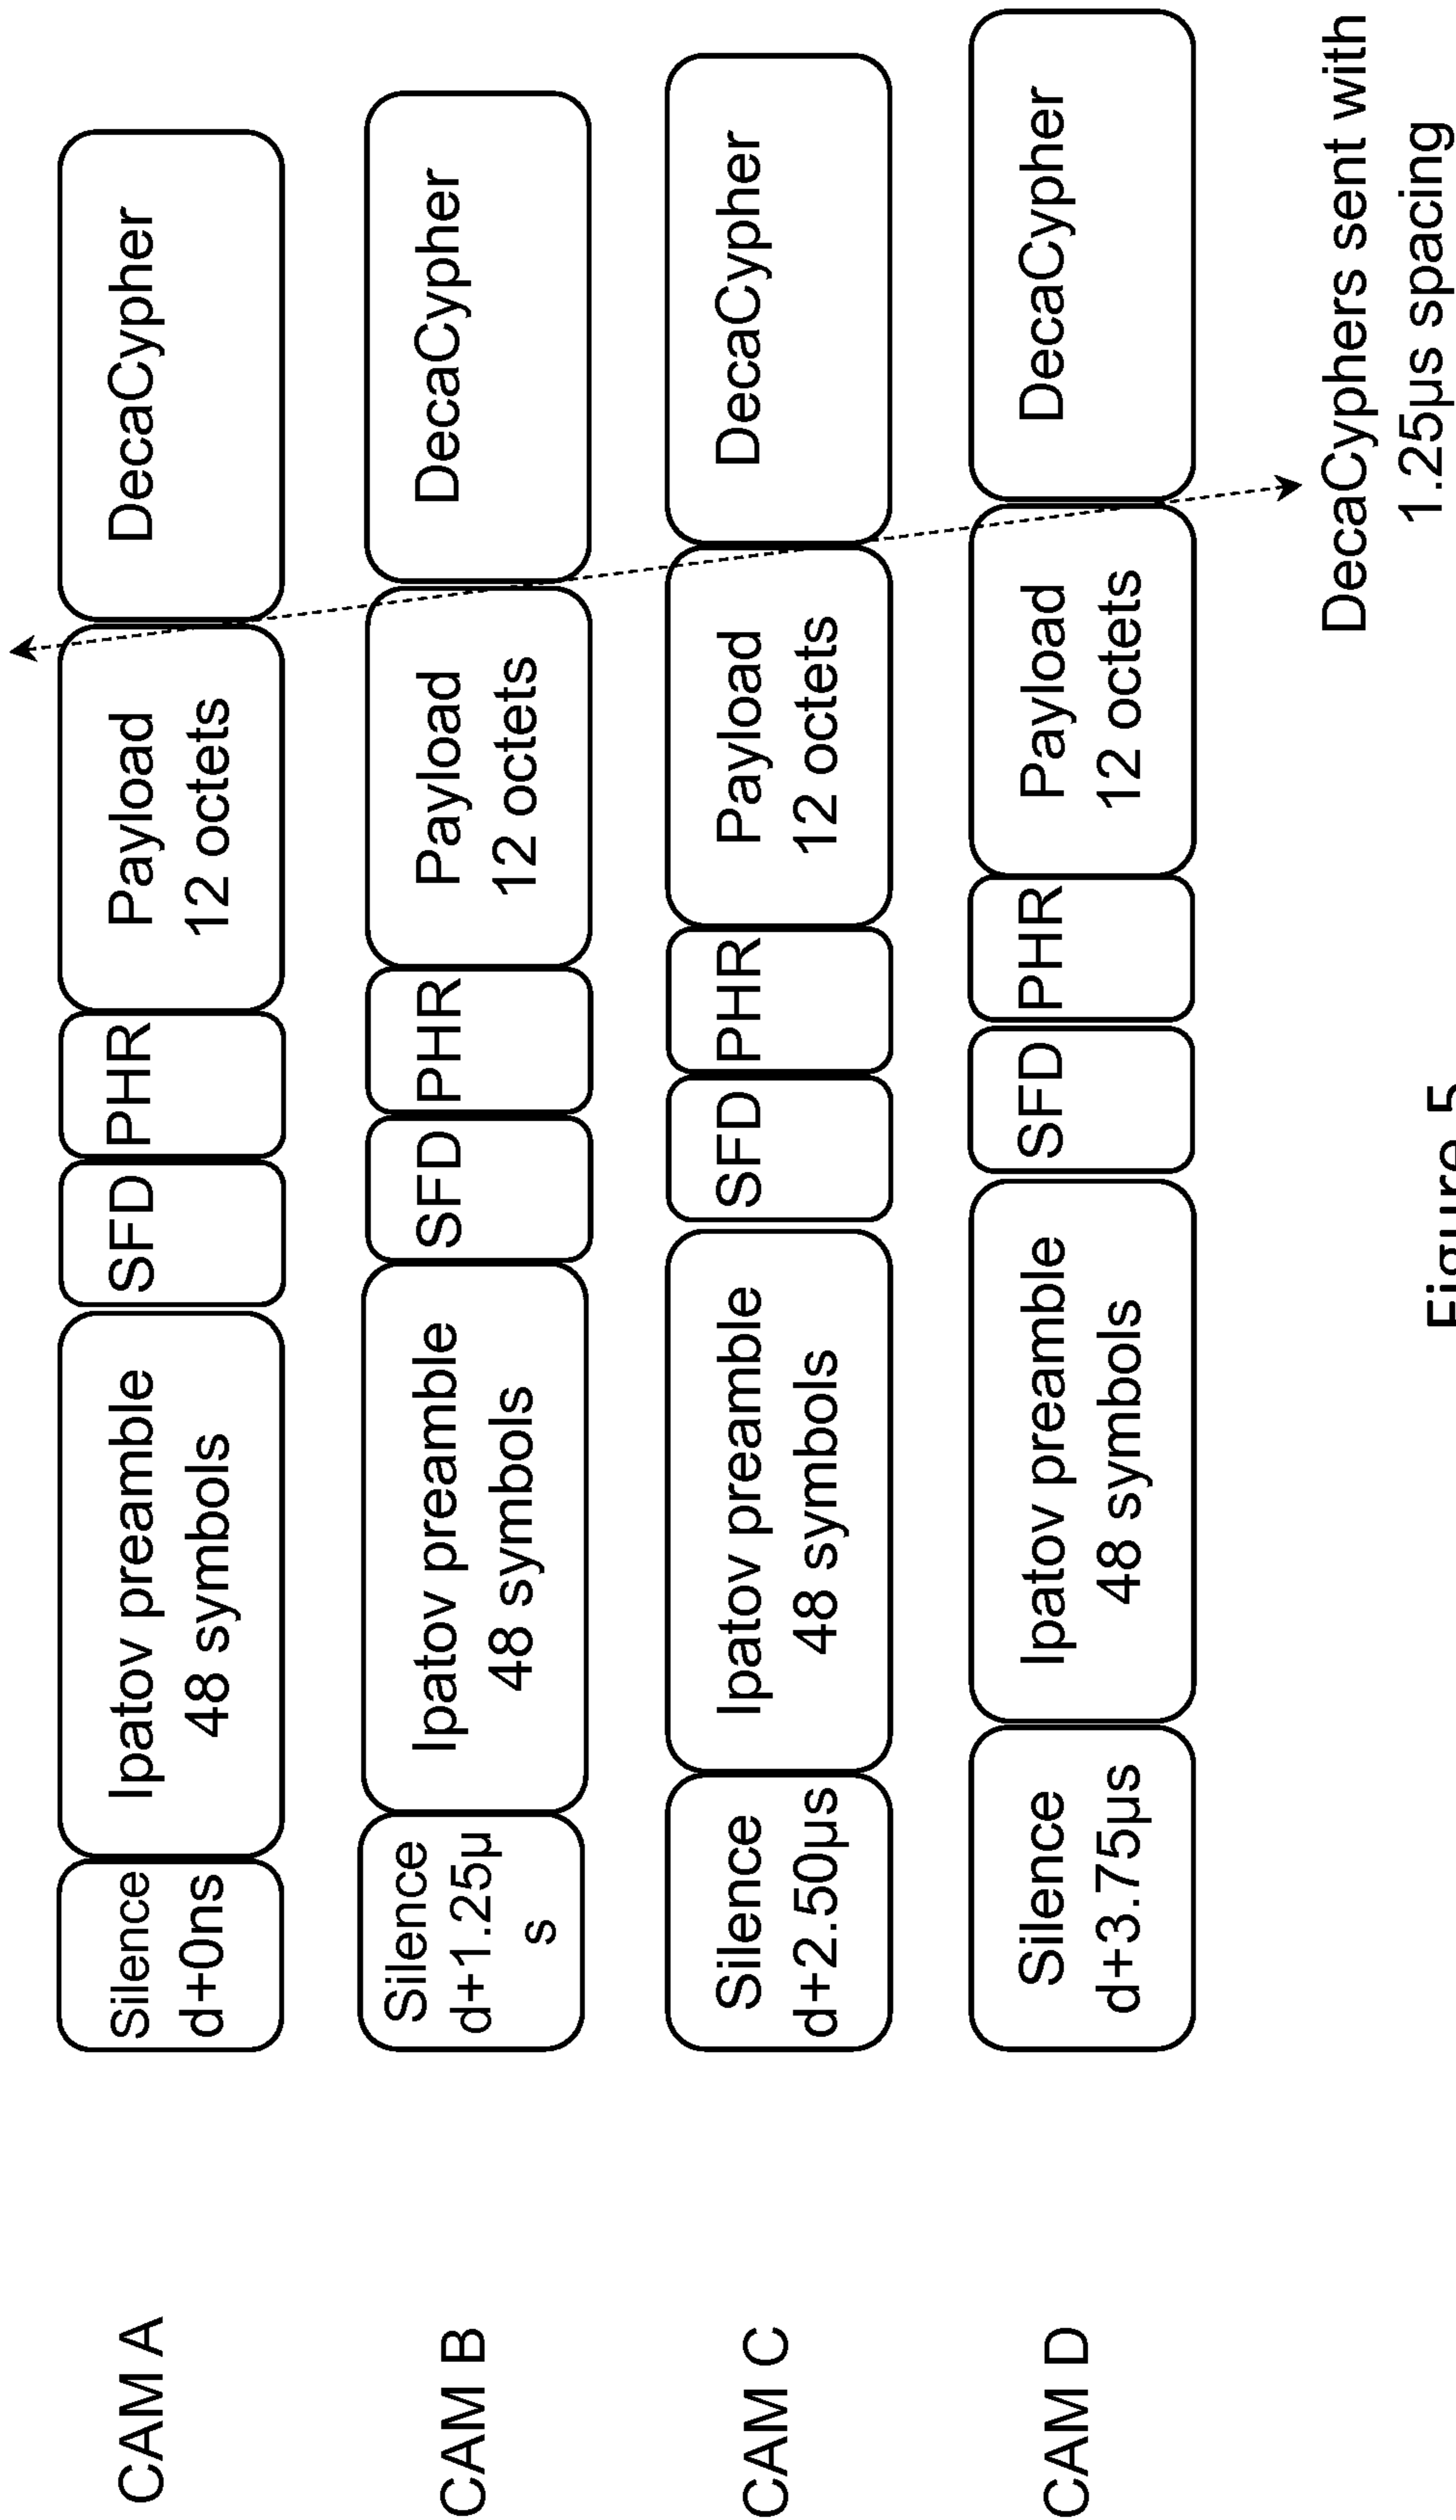 CAM A
Silence
d+0ns
Ipatov preamble
48 symbols
SFD
PHR
Payload
12 octets
DecaCypher
CAM B
Silence
d+1.25µ
s
Ipatov preamble
48 symbols
SFD
PHR
Payload
12 octets
DecaCypher
CAM C
Silence
d+2.50µs
Ipatov preamble
48 symbols
SFD
PHR
Payload
12 octets
DecaCypher
CAM D
Silence
d+3.75µs
Ipatov preamble
48 symbols
SFD
PHR
Payload
12 octets
DecaCypher
DecaCyphers sent with
1.25µs spacing
Figure 5